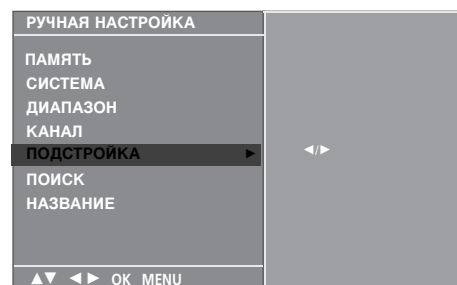 РУЧНАЯ НАСТРОЙКА
ПАМЯТЬ
СИСТЕМА
ДИАПАЗОН
КАНАЛ
ПОДСТРОЙКА ► ◄/►
ПОИСК
НАЗВАНИЕ
▲▼ ◄► OK MENU